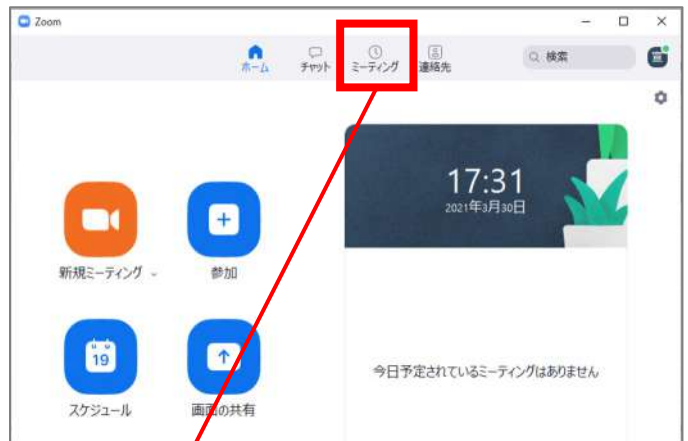 Zoom
ホーム
チャット
ミーティング
連絡先
検索
17:31
2021年3月30日
新規ミーティング
参加
19
スケジュール
画面の共有
今日予定されているミーティングはありません